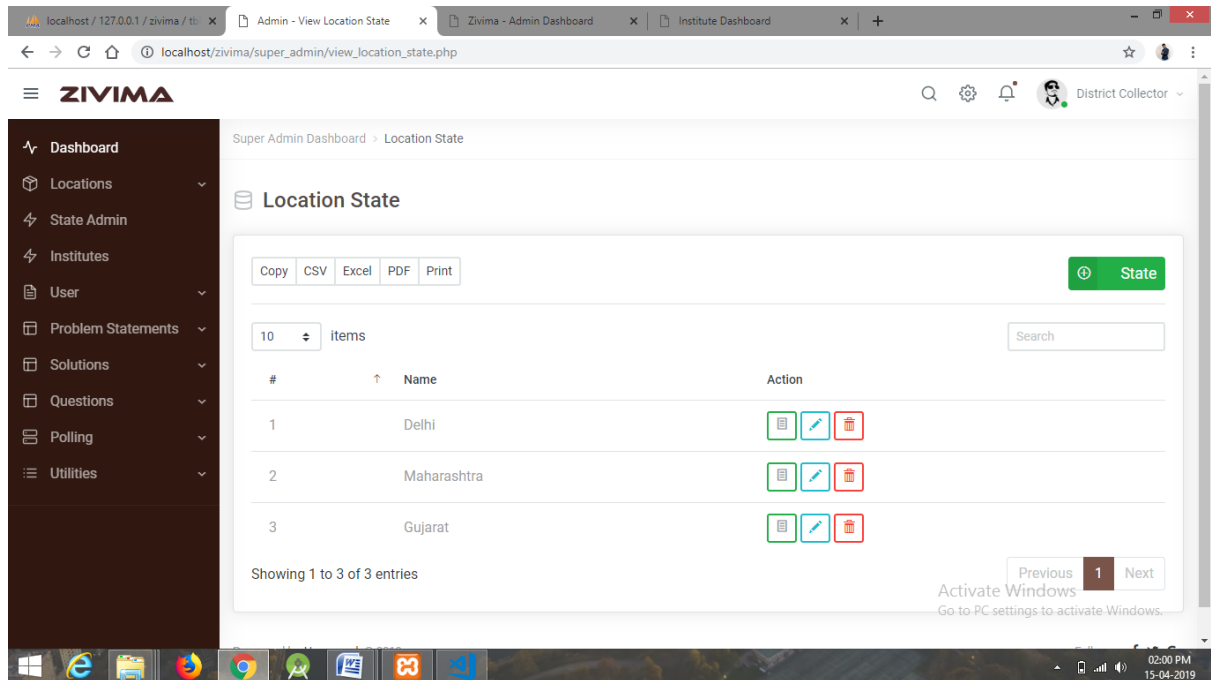 localhost / 127.0.0.1 / zivima / tb
Admin - View Location State
Zivima - Admin Dashboard
Institute Dashboard
localhost/zivima/super_admin/view_location_state.php
ZIVIMA
District Collector
Dashboard
Locations
State Admin
Institutes
User
Problem Statements
Solutions
Questions
Polling
Utilities
Super Admin Dashboard > Location State
Location State
Copy CSV Excel PDF Print
State
10 items
Search
# Name Action
1 Delhi
2 Maharashtra
3 Gujarat
Showing 1 to 3 of 3 entries
Previous 1 Next
Activate Windows
Go to PC settings to activate Windows.
02:00 PM
15-04-2019